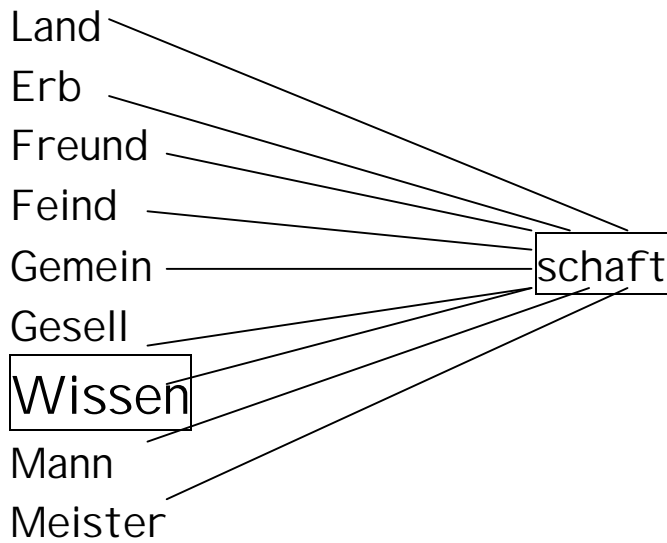 Land
Erb
Freund
Feind
Gemein
schaft
Gesell
Wissen
Mann
Meister